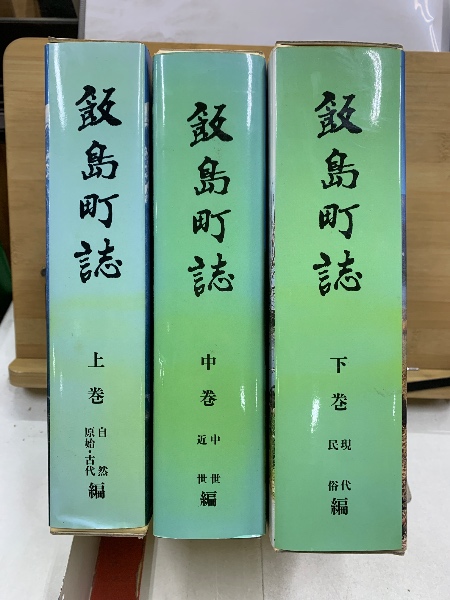 飯島町誌
上巻
自然
原始・古代
編
飯島町誌
中巻
中世
近世
編
飯島町誌
下巻
現代
民俗
編